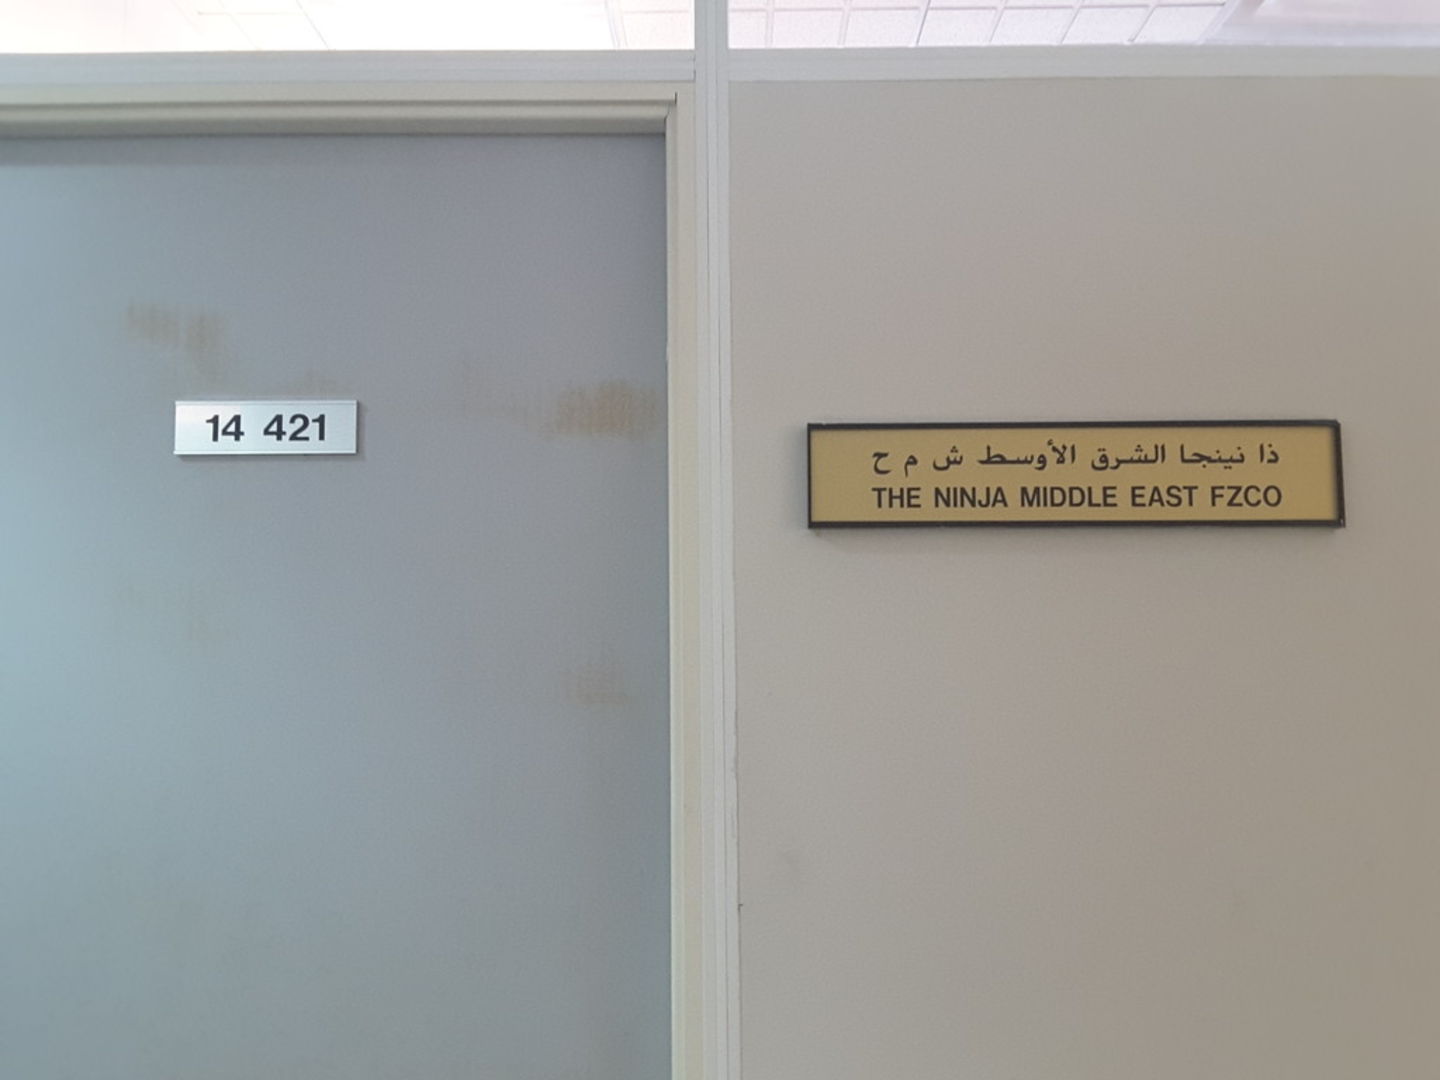 14 421
ذا نينجا الشرق الأوسط ش م ح
THE NINJA MIDDLE EAST FZCO